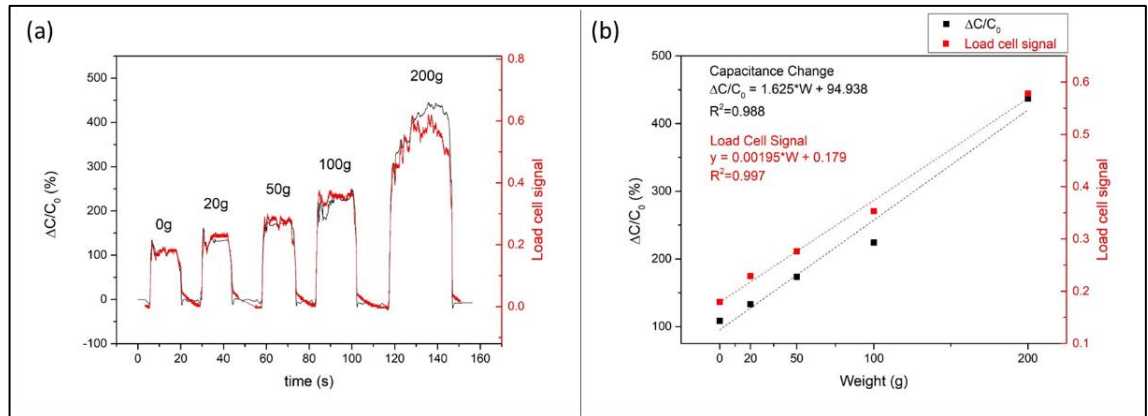 (a)
ΔC/C₀ (%)
500
400
300
200
100
0
-100
0g
20g
50g
100g
200g
0 20 40 60 80 100 120 140 160
time (s)
0.8
0.6
0.4
0.2
0.0
Load cell signal
(b)
ΔC/C₀
Load cell signal
ΔC/C₀ (%)
500
450
400
350
300
250
200
150
100
Capacitance Change
ΔC/C₀ = 1.625*W + 94.938
R²=0.988
Load Cell Signal
y = 0.00195*W + 0.179
R²=0.997
0 20 50 100 200
Weight (g)
0.6
0.5
0.4
0.3
0.2
0.1
Load cell signal